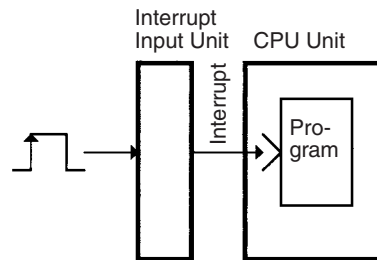 Interrupt
Input Unit
CPU Unit
Interrupt
Pro-
gram